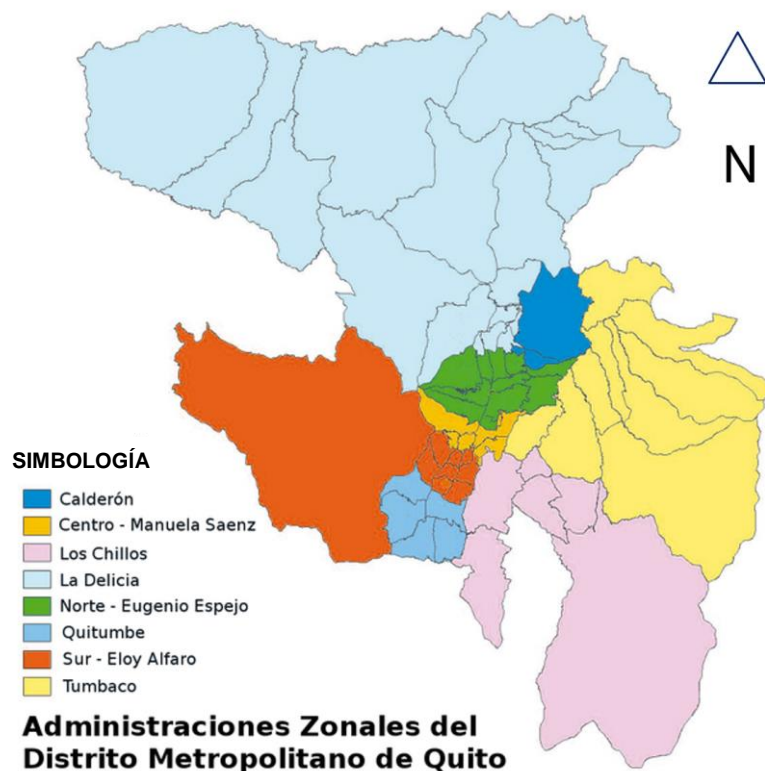 N
SIMBOLOGÍA
Calderón
Centro - Manuela Saenz
Los Chillos
La Delicia
Norte - Eugenio Espejo
Quitumbe
Sur - Eloy Alfaro
Tumbaco
Administraciones Zonales del
Distrito Metropolitano de Quito